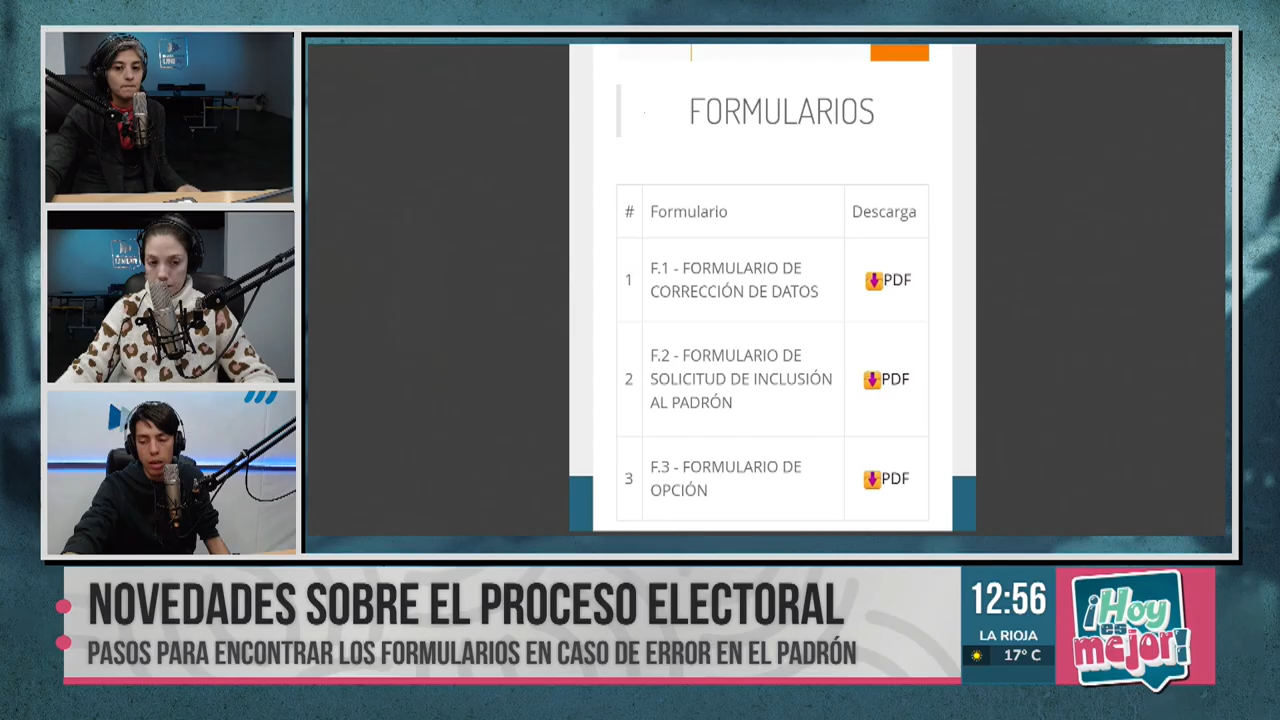 FORMULARIOS
# Formulario Descarga
1 F.1 - FORMULARIO DE
CORRECCIÓN DE DATOS PDF
2 F.2 - FORMULARIO DE
SOLICITUD DE INCLUSIÓN
AL PADRÓN PDF
3 F.3 - FORMULARIO DE
OPCIÓN PDF
NOVEDADES SOBRE EL PROCESO ELECTORAL
PASOS PARA ENCONTRAR LOS FORMULARIOS EN CASO DE ERROR EN EL PADRÓN
12:56
LA RIOJA
17° C
¡Hoy
es
mejor!